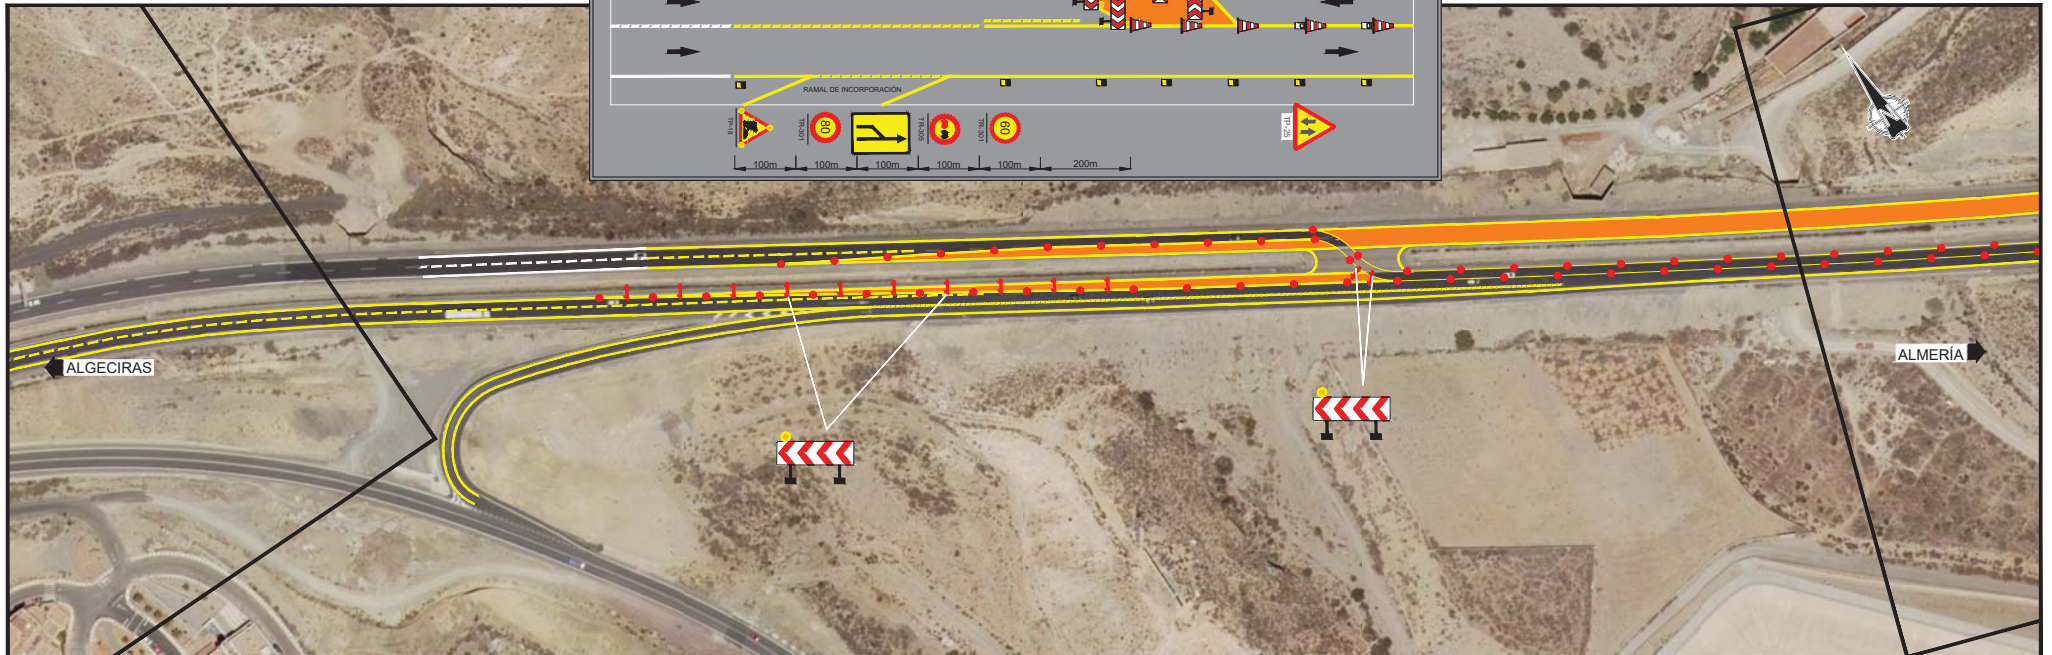 RAMAL DE INCORPORACIÓN
TP-18
TR-301
80
TR-305
TR-301
60
TP-25
100m
100m
100m
100m
100m
200m
ALGECIRAS
ALMERÍA